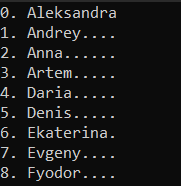 0. Aleksandra
1. Andrey....
2. Anna......
3. Artem.....
4. Daria.....
5. Denis.....
6. Ekaterina.
7. Evgeny....
8. Fyodor....